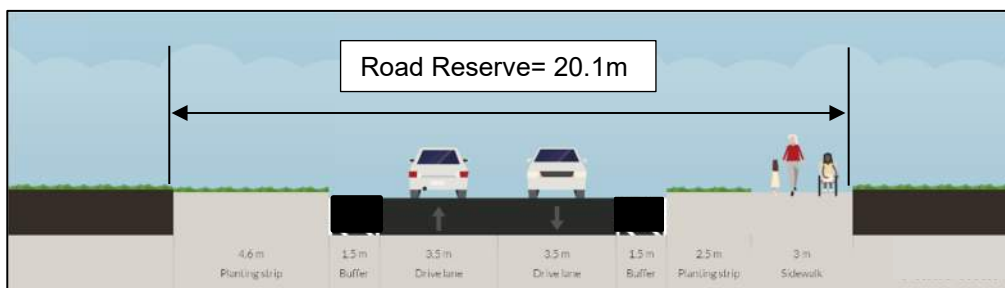 Road Reserve= 20.1m
4.6 m 1.5 m 3.5 m 3.5 m 1.5 m 2.5 m 3 m
Planting strip Buffer Drive lane Drive lane Buffer Planting strip Sidewalk